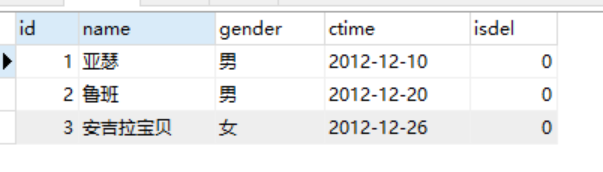 id name gender ctime isdel
1 亚瑟 男 2012-12-10 0
2 鲁班 男 2012-12-20 0
3 安吉拉宝贝 女 2012-12-26 0